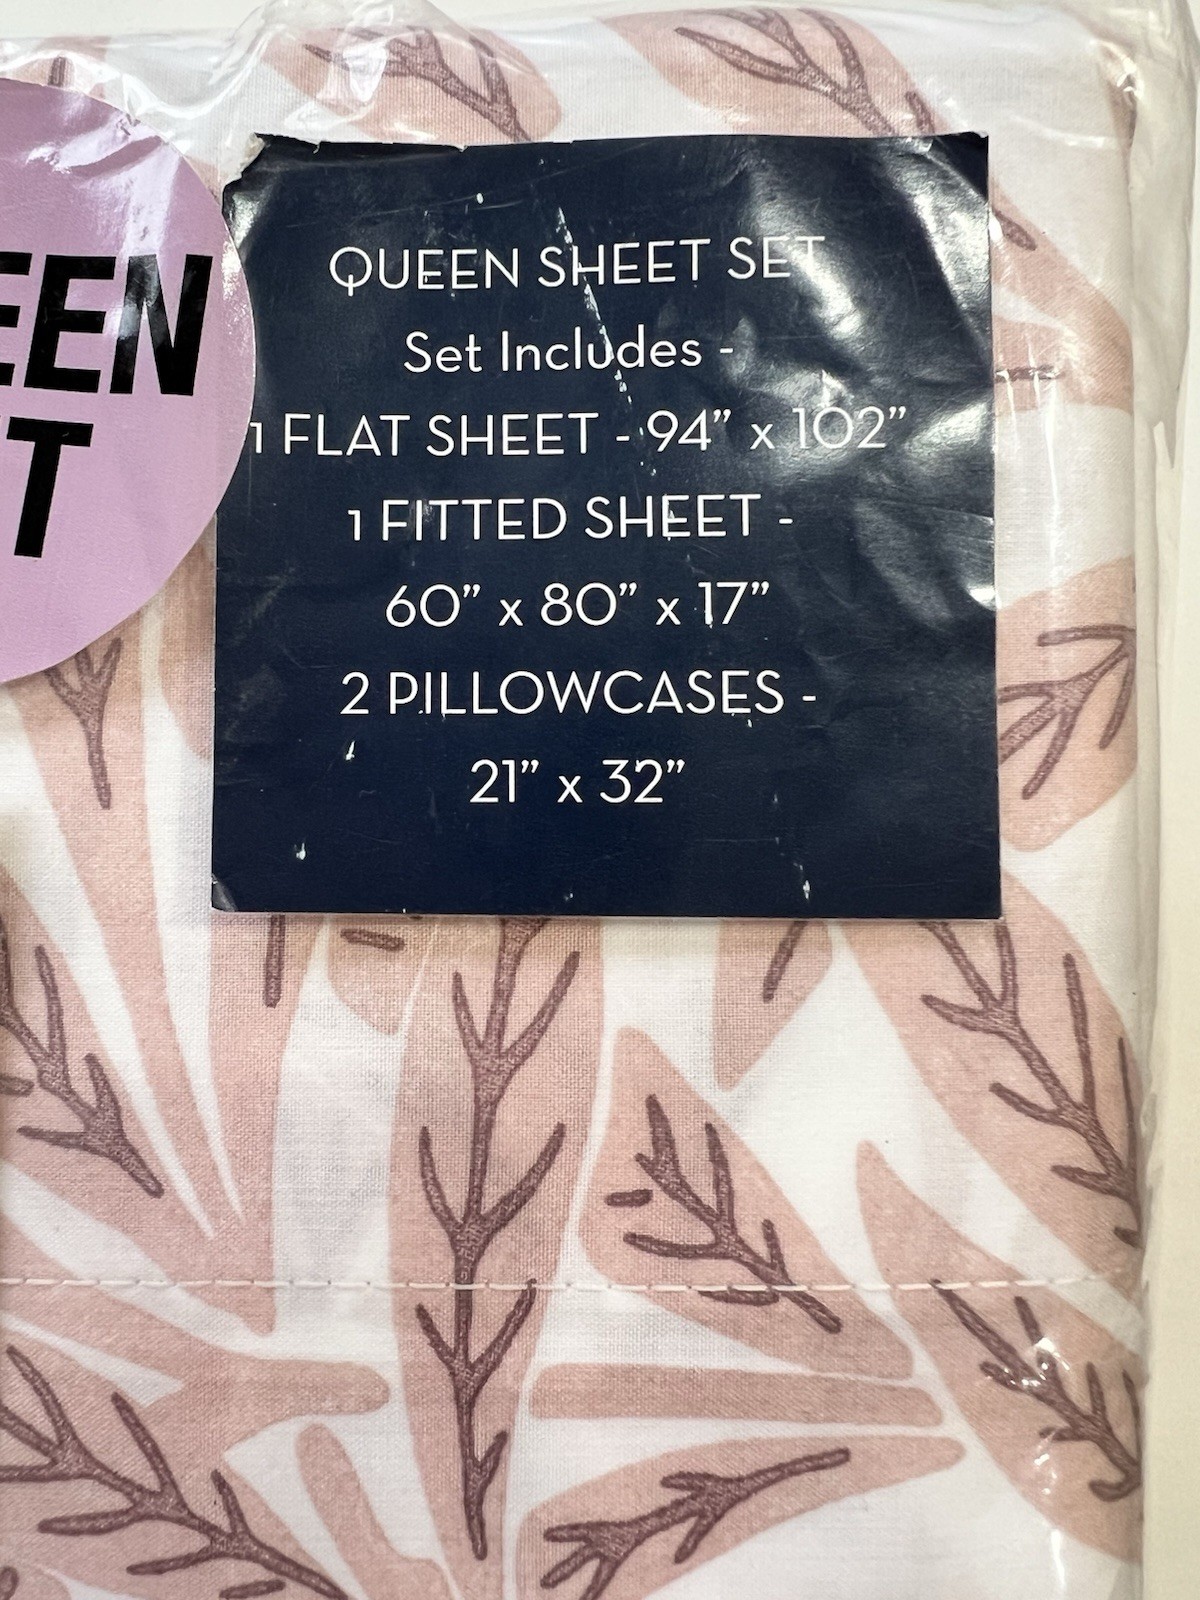 EEN
T
QUEEN SHEET SET
Set Includes -
1 FLAT SHEET - 94” x 102”
1 FITTED SHEET -
60” x 80” x 17”
2 PILLOWCASES -
21” x 32”